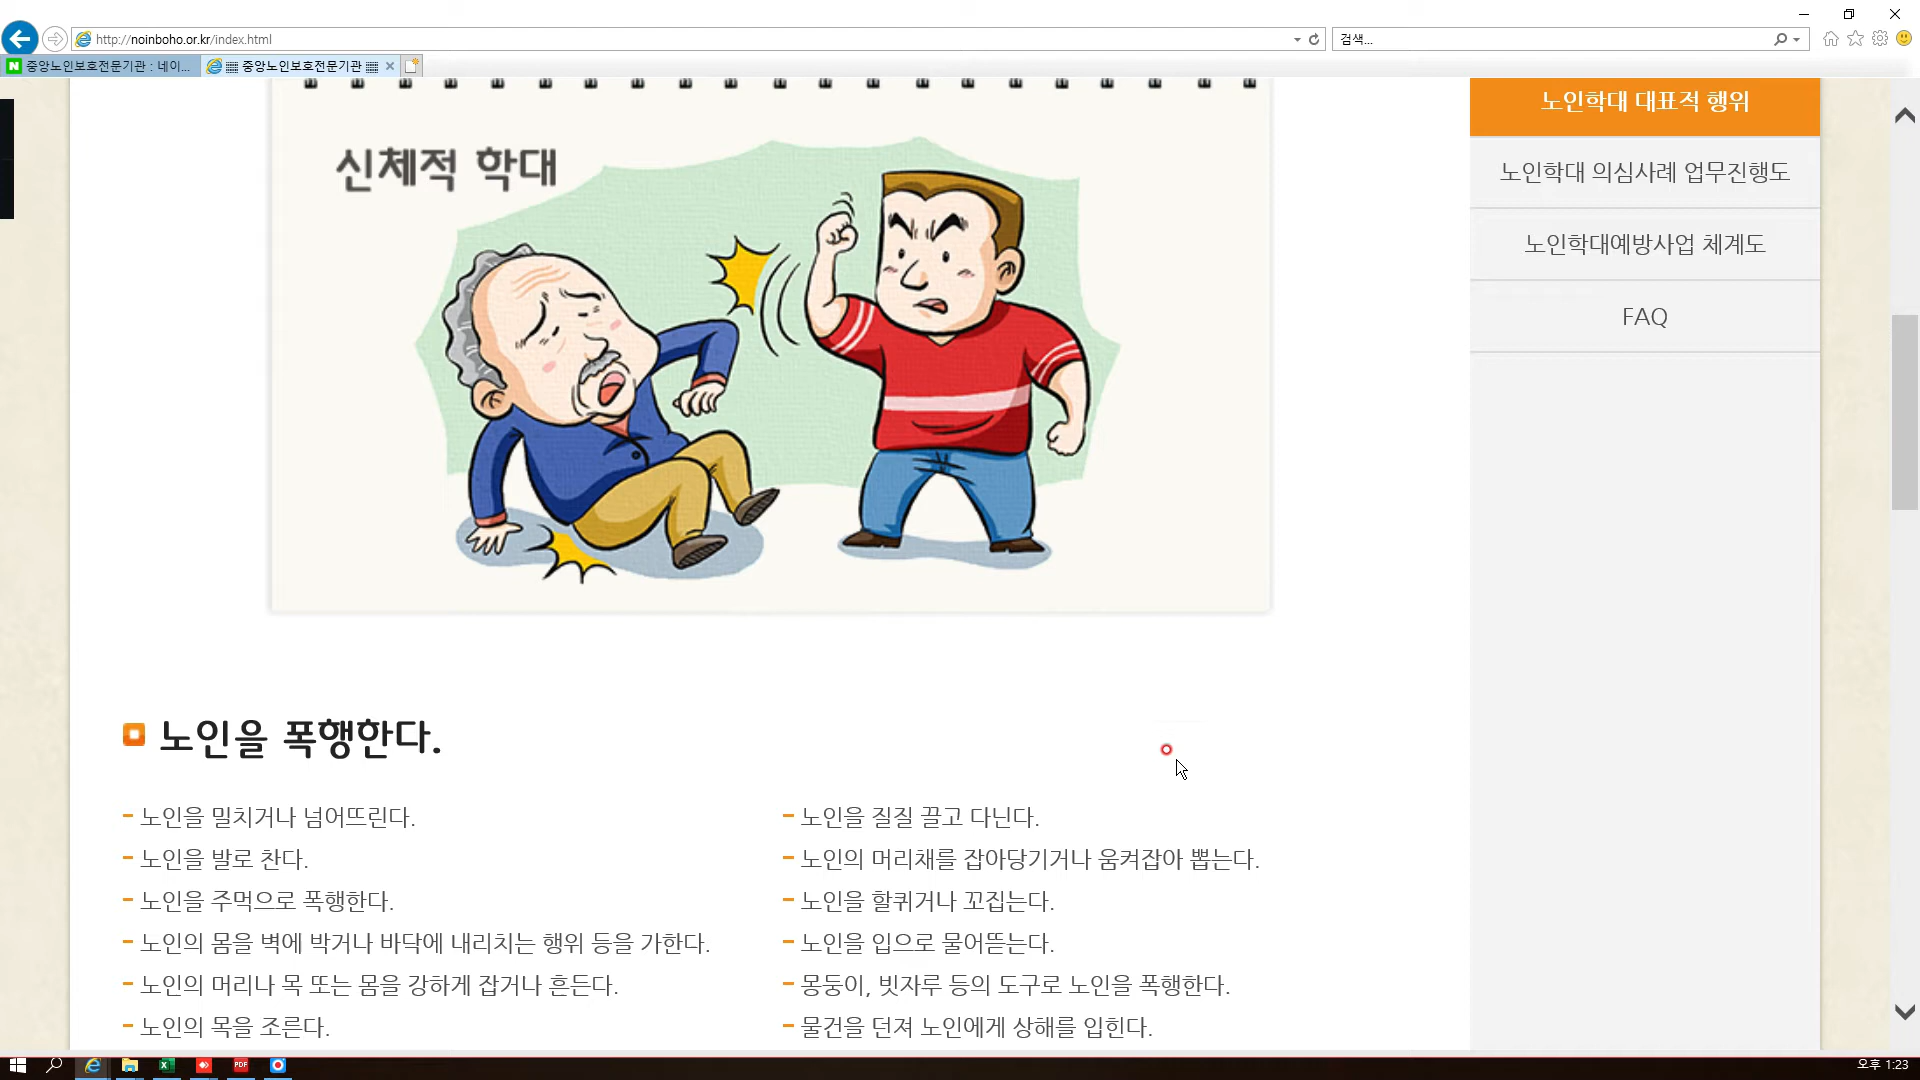 http://noinboho.or.kr/index.html
검색...
중앙노인보호전문기관 : 네이...
중앙노인보호전문기관
노인학대 대표적 행위
노인학대 의심사례 업무진행도
노인학대예방사업 체계도
FAQ
신체적 학대
노인을 폭행한다.
노인을 밀치거나 넘어뜨린다.
노인을 발로 찬다.
노인을 주먹으로 폭행한다.
노인의 몸을 벽에 박거나 바닥에 내리치는 행위 등을 가한다.
노인의 머리나 목 또는 몸을 강하게 잡거나 흔든다.
노인의 목을 조른다.
노인을 질질 끌고 다닌다.
노인의 머리채를 잡아당기거나 움켜잡아 뽑는다.
노인을 할퀴거나 꼬집는다.
노인을 입으로 물어뜯는다.
몽둥이, 빗자루 등의 도구로 노인을 폭행한다.
물건을 던져 노인에게 상해를 입힌다.
PDF
오후 1:23